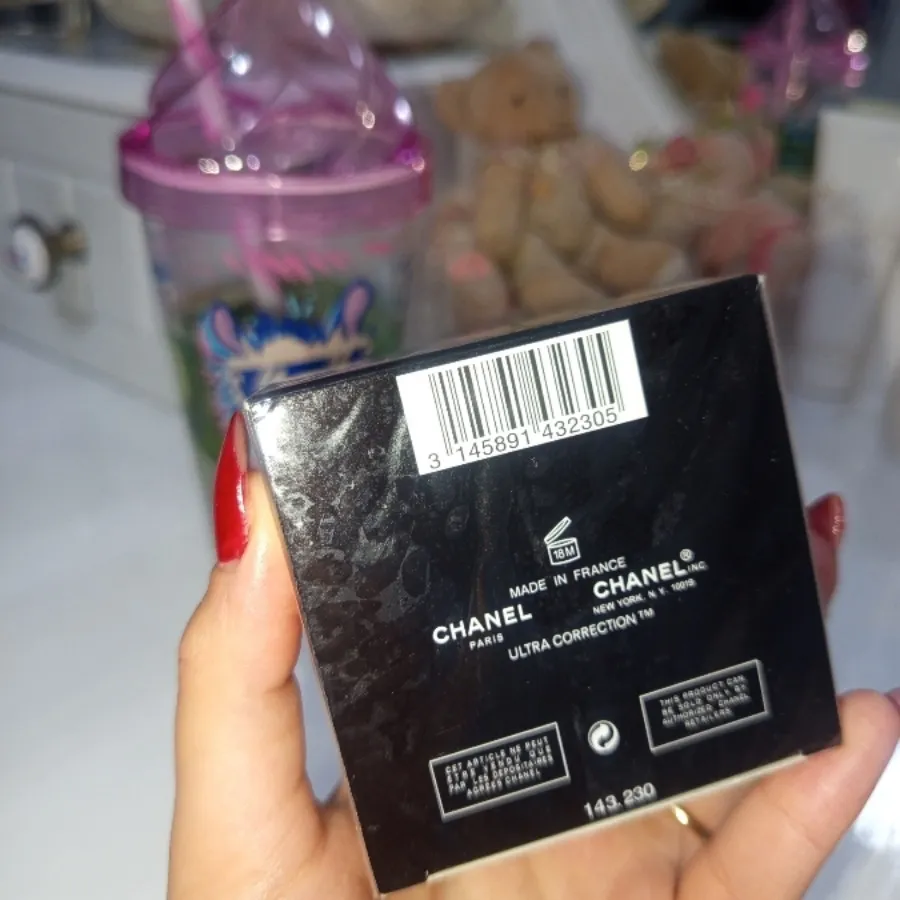 3 145891 432305
18M
MADE IN FRANCE
CHANEL
PARIS
CHANEL® INC
NEW YORK, N.Y. 10019
ULTRA CORRECTION™
CET ARTICLE NE PEUT
ETRE VENDU QUE
PAR LES DEPOSITAIRES
AGREES CHANEL
THIS PRODUCT CAN
BE SOLD ONLY BY
AUTHORIZED CHANEL
RETAILERS
143.230